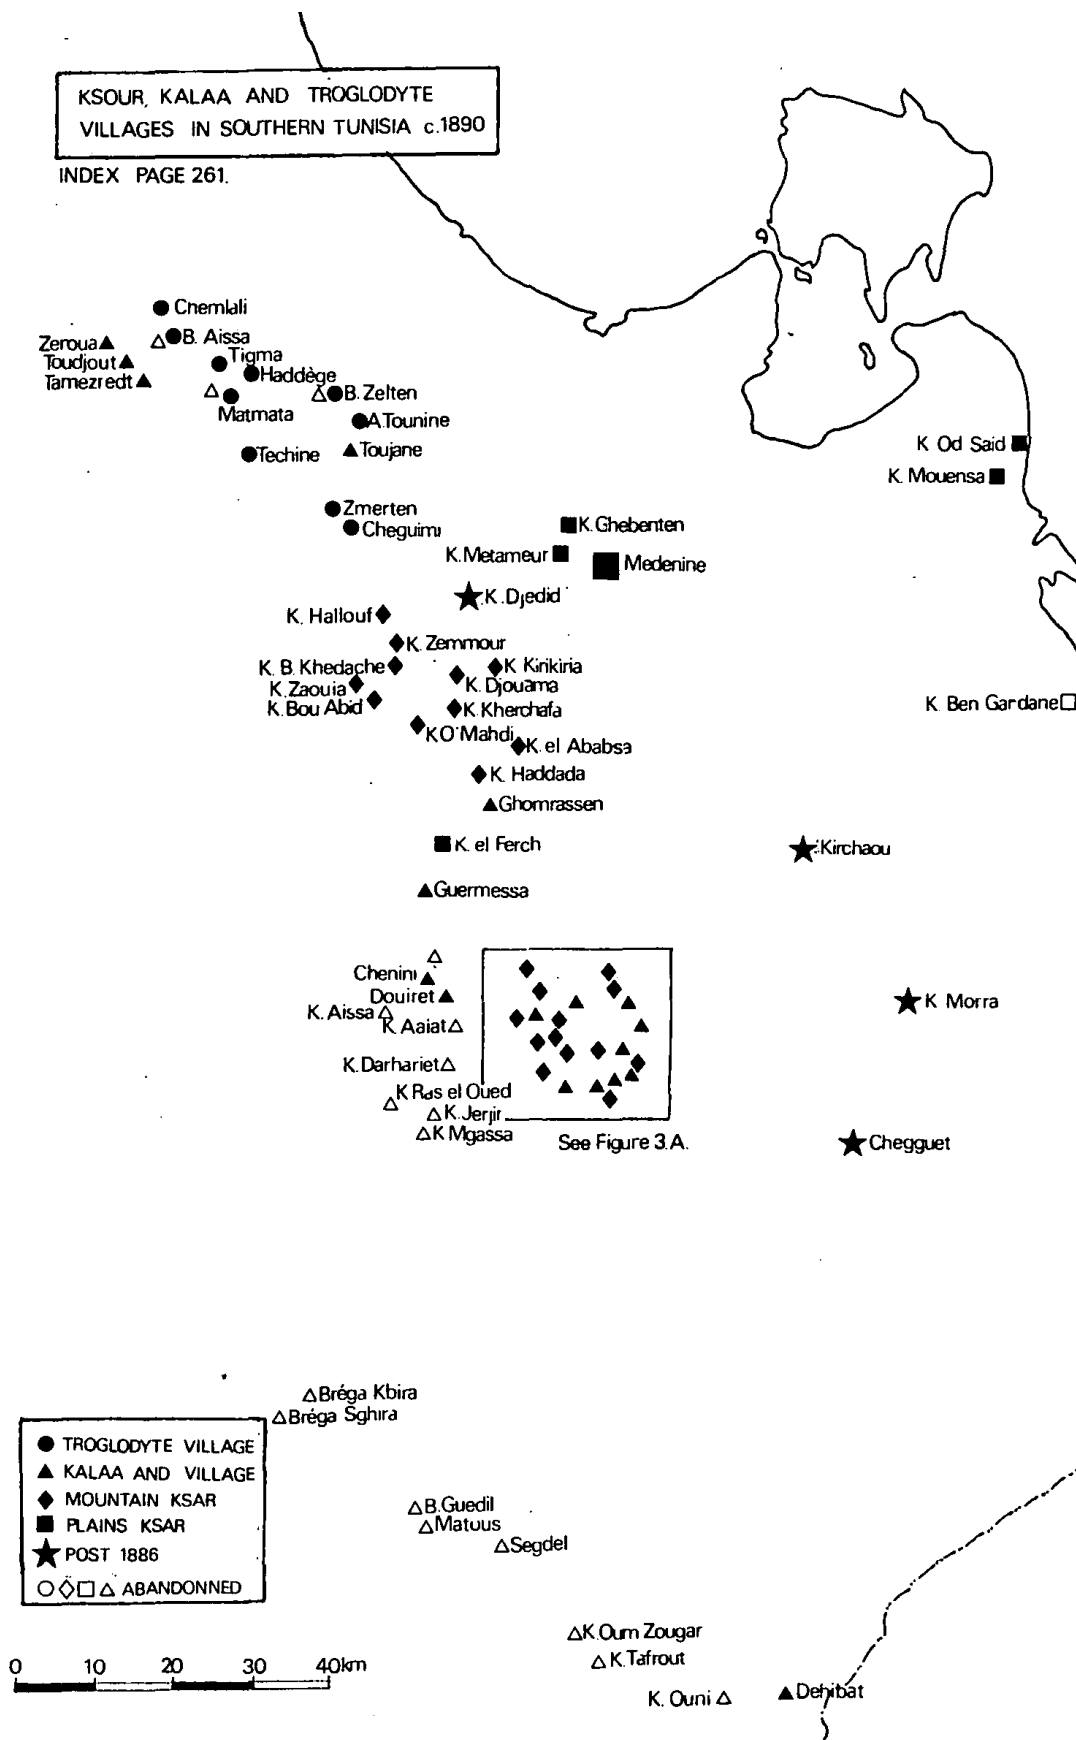 KSOUR, KALAA AND TROGLODYTE
VILLAGES IN SOUTHERN TUNISIA c.1890
INDEX PAGE 261.
Chemlali
Zeroua
B. Aissa
Toudjout
Tigma
Tamezredt
Haddège
B. Zelten
Matmata
A.Tounine
Techine
Toujane
K Od Said
K. Mouensa
Zmerten
Cheguimi
K. Ghebenten
K.Metameur
Medenine
K. Djedid
K. Hallouf
K. Zemmour
K. B. Khedache
K Kirikiria
K. Zaouia
K. Djouama
K. Bou Abid
K. Kherchafa
K. Ben Gardane
K O'Mahdi
K. el Ababsa
K. Haddada
Ghomrassen
K. el Ferch
Kirchaou
Guermessa
Chenini
Douiret
K. Aissa
K. Aaiat
K Morra
K. Darhariet
K Ras el Oued
K. Jerjir
K Mgassa
See Figure 3.A.
Chegguet
Bréga Kbira
Bréga Sghira
TROGLODYTE VILLAGE
KALAA AND VILLAGE
MOUNTAIN KSAR
PLAINS KSAR
POST 1886
ABANDONNED
B. Guedil
Matous
Segdel
K. Oum Zougar
K. Tafrout
K. Ouni
Dehibat
0 10 20 30 40km